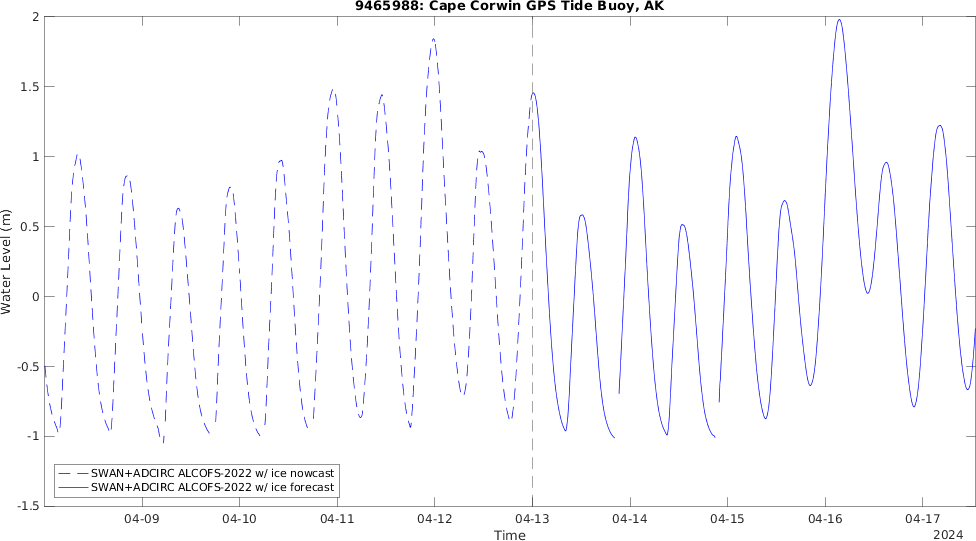 9465988: Cape Corwin GPS Tide Buoy, AK
2
1.5
1
0.5
0
-0.5
-1
-1.5
Water Level (m)
SWAN+ADCIRC ALCOFS-2022 w/ ice nowcast
SWAN+ADCIRC ALCOFS-2022 w/ ice forecast
04-09 04-10 04-11 04-12 04-13 04-14 04-15 04-16 04-17
Time
2024